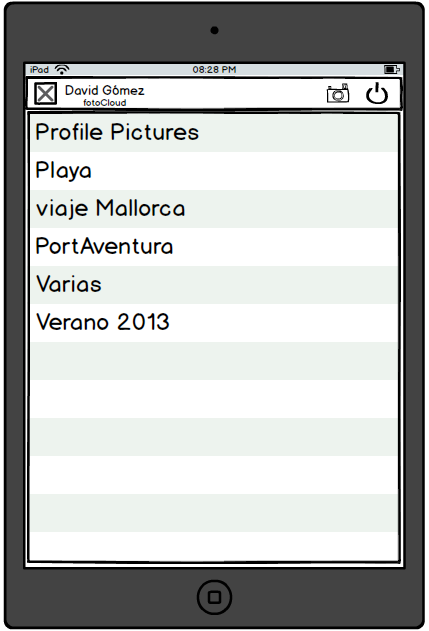 iPad 08:28 PM
David Gómez
fotoCloud
Profile Pictures
Playa
viaje Mallorca
PortAventura
Varias
Verano 2013